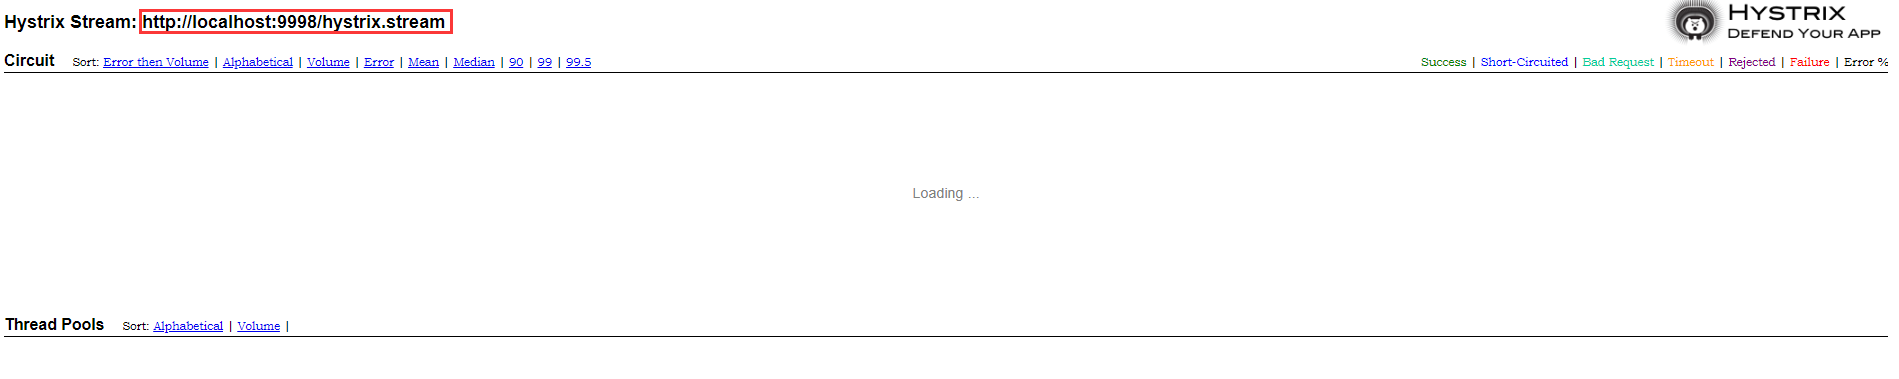 Hystrix Stream: http://localhost:9998/hystrix.stream
HYSTRIX
DEFEND YOUR APP
Circuit Sort: Error then Volume | Alphabetical | Volume | Error | Mean | Median | 90 | 99 | 99.5
Success | Short-Circuited | Bad Request | Timeout | Rejected | Failure | Error %
Loading ...
Thread Pools Sort: Alphabetical | Volume |